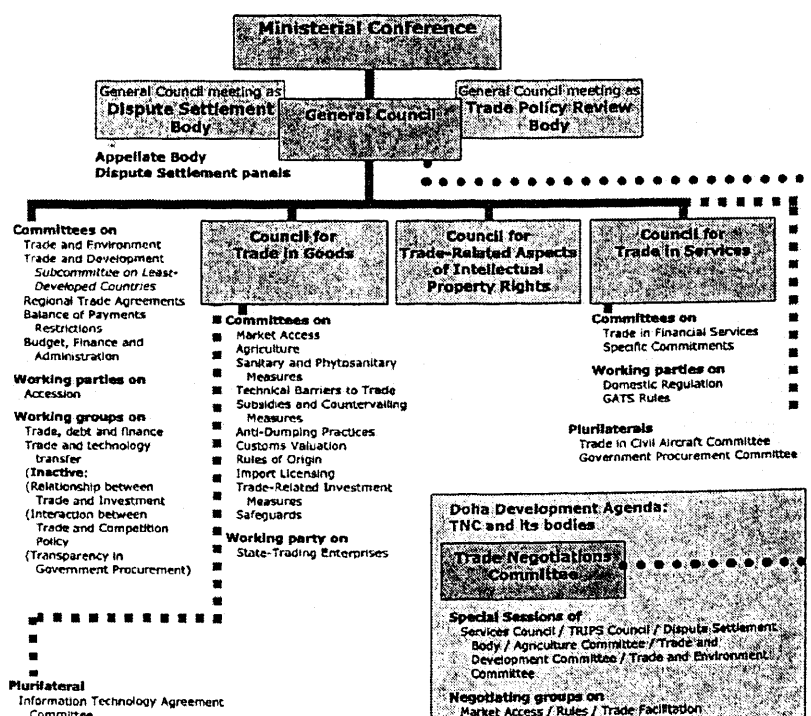 Ministerial Conference
General Council meeting as
Dispute Settlement
Body
General Council
General Council meeting as
Trade Policy Review
Body
Appellate Body
Dispute Settlement panels
Committees on
Trade and Environment
Trade and Development
Subcommittee on Least-
Developed Countries
Regional Trade Agreements
Balance of Payments
Restrictions
Budget, Finance and
Administration
Working parties on
Accession
Working groups on
Trade, debt and finance
Trade and technology
transfer
(Inactive:
(Relationship between
Trade and Investment
(Interaction between
Trade and Competition
Policy
(Transparency in
Government Procurement)
Plurilateral
Information Technology Agreement
Committee
Council for
Trade in Goods
Committees on
Market Access
Agriculture
Sanitary and Phytosanitary
Measures
Technical Barriers to Trade
Subsidies and Countervailing
Measures
Anti-Dumping Practices
Customs Valuation
Rules of Origin
Import Licensing
Trade-Related Investment
Measures
Safeguards
Working party on
State-Trading Enterprises
Council for
Trade-Related Aspects
of Intellectual
Property Rights
Council for
Trade in Services
Committees on
Trade in Financial Services
Specific Commitments
Working parties on
Domestic Regulation
GATS Rules
Plurilaterals
Trade in Civil Aircraft Committee
Government Procurement Committee
Doha Development Agenda:
TNC and its bodies
Trade Negotiations
Committee
Special Sessions of
Services Council / TRIPS Council / Dispute Settlement
Body / Agriculture Committee / Trade and
Development Committee / Trade and Environment
Committee
Negotiating groups on
Market Access / Rules / Trade Facilitation